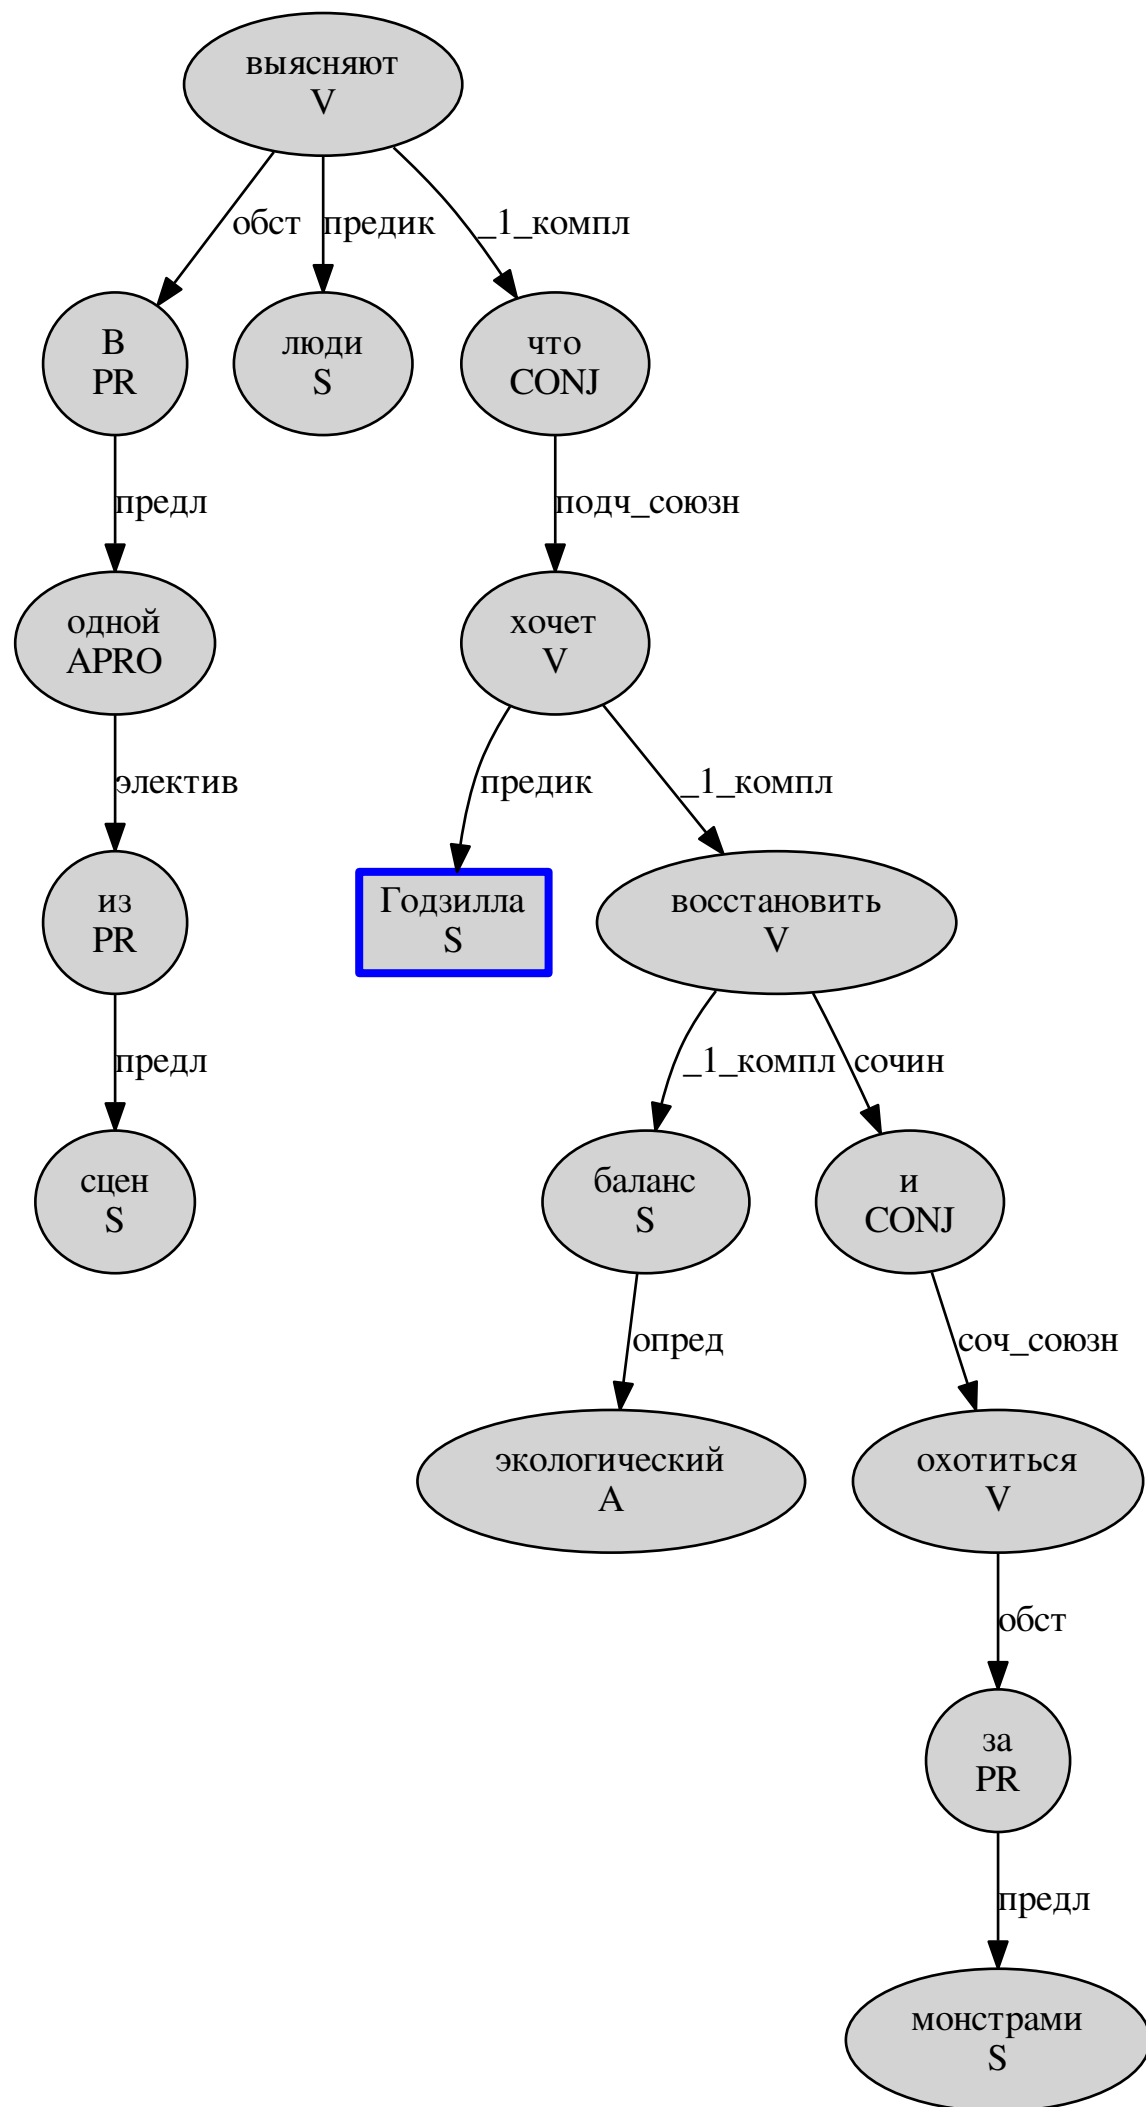 выясняют
V
обст
предик
_1_компл
В
PR
люди
S
что
CONJ
предл
подч_союзн
одной
APRO
хочет
V
электив
предик
_1_компл
из
PR
Годзилла
S
восстановить
V
предл
_1_компл
сочин
сцен
S
баланс
S
и
CONJ
опред
соч_союзн
экологический
A
охотиться
V
обст
за
PR
предл
монстрами
S